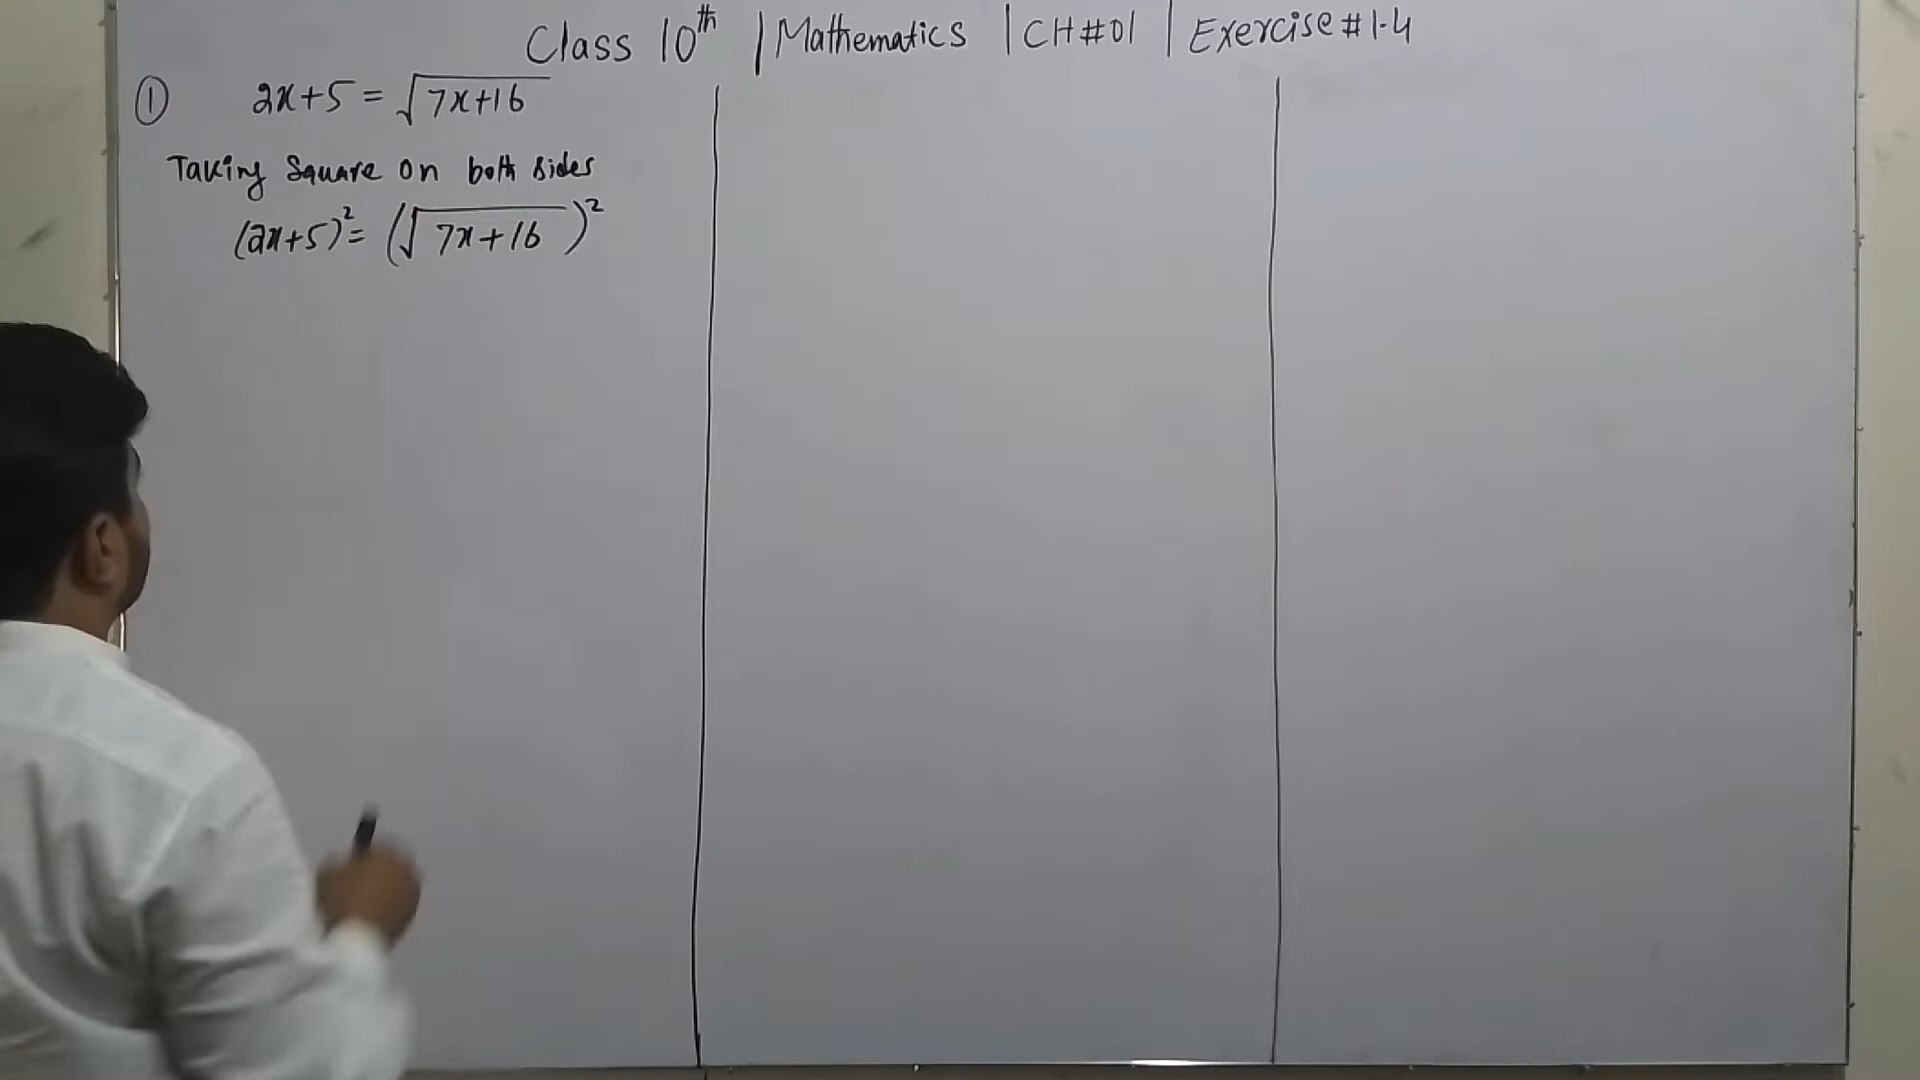 Class 10th | Mathematics | CH#01 | Exercise #1.4
① 2x+5 = √7x+16
Taking Square on both sides
(2x+5)² = (√7x+16)²